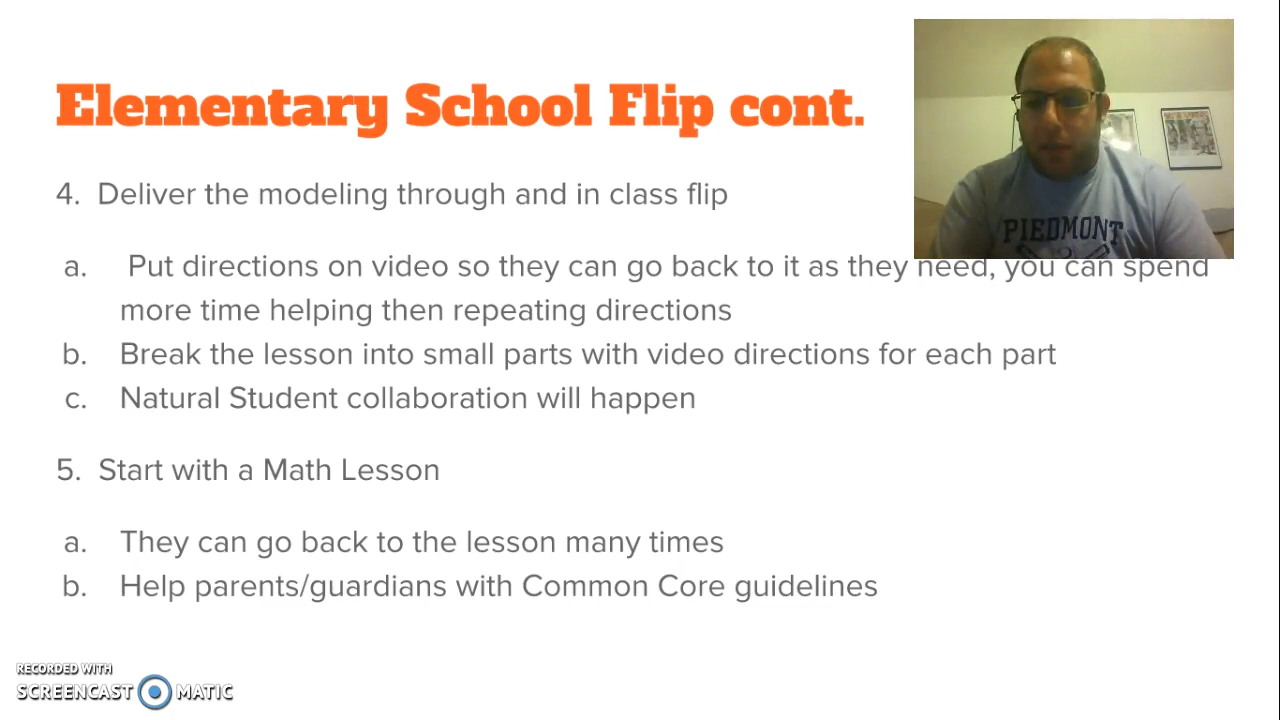 Elementary School Flip cont.
PIEDMONT
4. Deliver the modeling through and in class flip
a. Put directions on video so they can go back to it as they need, you can spend
more time helping then repeating directions
b. Break the lesson into small parts with video directions for each part
c. Natural Student collaboration will happen
5. Start with a Math Lesson
a. They can go back to the lesson many times
b. Help parents/guardians with Common Core guidelines
RECORDED WITH
SCREENCAST MATIC